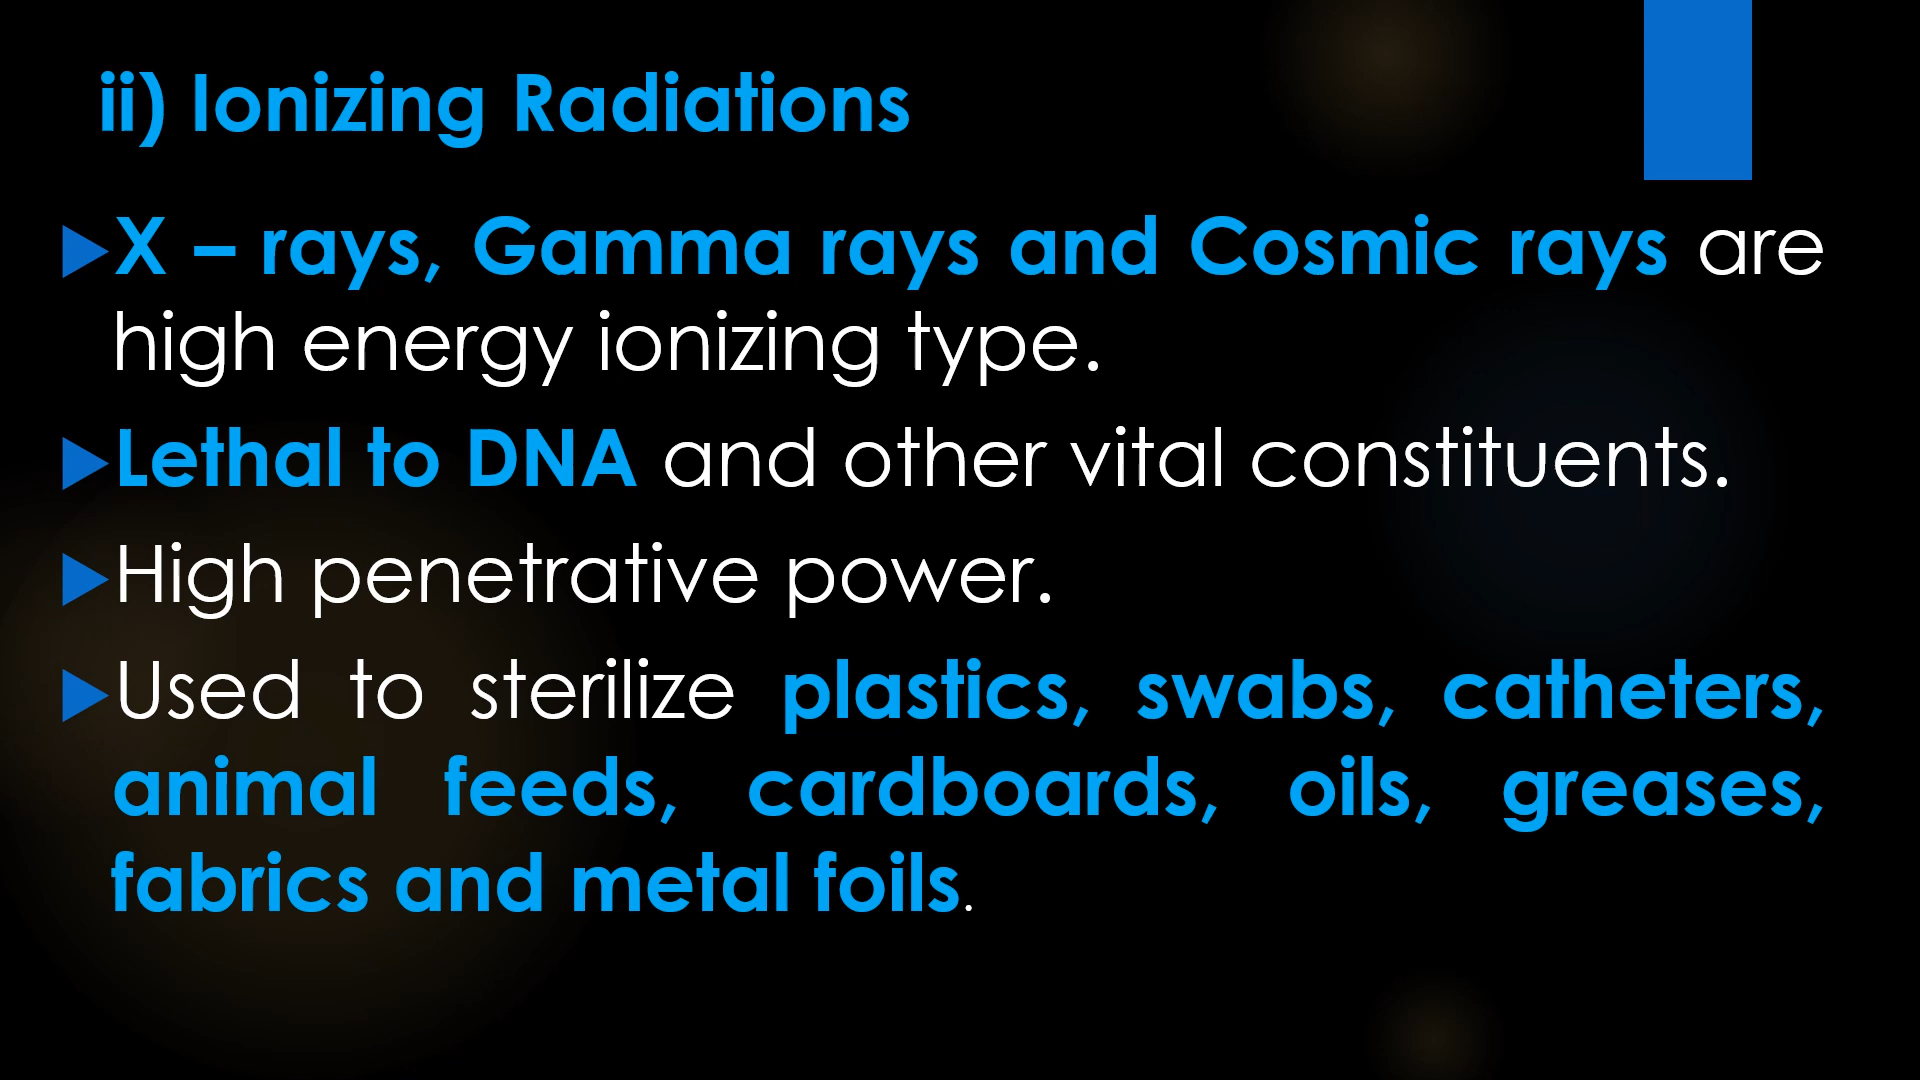 ii) Ionizing Radiations
X – rays, Gamma rays and Cosmic rays are
high energy ionizing type.
Lethal to DNA and other vital constituents.
High penetrative power.
Used to sterilize plastics, swabs, catheters,
animal feeds, cardboards, oils, greases,
fabrics and metal foils.